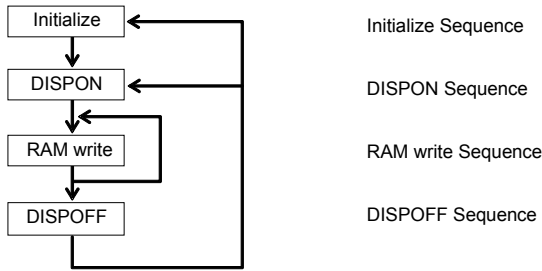 Initialize
Initialize Sequence
DISPON
DISPON Sequence
RAM write
RAM write Sequence
DISPOFF
DISPOFF Sequence